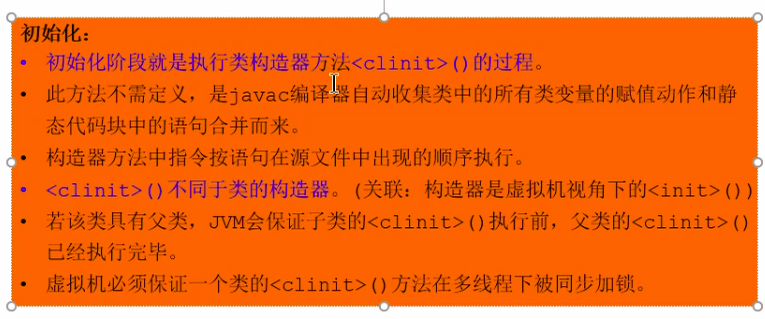 初始化：
• 初始化阶段就是执行类构造器方法<clinit>()的过程。
• 此方法不需定义，是javac编译器自动收集类中的所有类变量的赋值动作和静
态代码块中的语句合并而来。
• 构造器方法中指令按语句在源文件中出现的顺序执行。
• <clinit>()不同于类的构造器。(关联：构造器是虚拟机视角下的<init>())
• 若该类具有父类，JVM会保证子类的<clinit>()执行前，父类的<clinit>()
已经执行完毕。
• 虚拟机必须保证一个类的<clinit>()方法在多线程下被同步加锁。